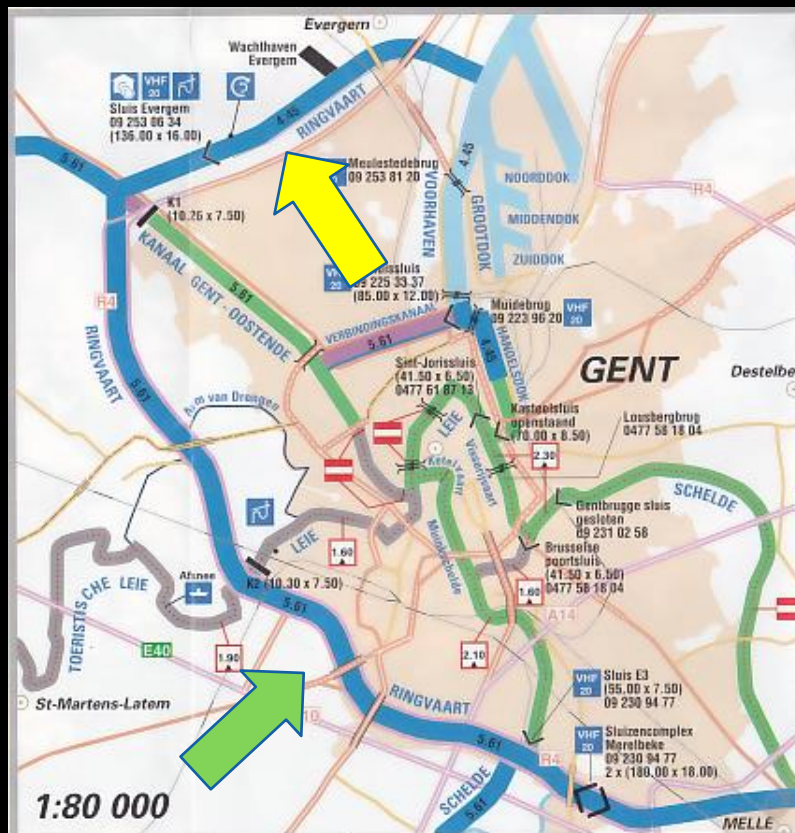 Evergem
Wachthaven
Evergem
VHF
20
Sluis Evergem
09 253 06 34
(136.00 x 16.00)
4.45
RINGVAART
4.45
5.61
Meulestedebrug
09 253 81 20
VOORHAVEN
GROOTDOK
NOORDDOK
MIDDENDOK
ZUIDDOK
R4
K1
(10.26 x 7.50)
KANAAL GENT - OOSTENDE
5.61
R4
RINGVAART
5.61
VHF
20
09 225 33 37
(85.00 x 12.00)
VERBINDINGSKANAAL
5.61
Muidebrug
09 223 96 20
VHF
20
4.45
HANDELSDOK
GENT
Destelbe
Sint-Jorissluis
(41.50 x 6.50)
0477 61 87 13
LEIE
Kasteelsluis
openstaand
(70.00 x 8.50)
Lousbergbrug
0477 58 18 04
Visserijvaart
Ketelvaart
2.30
Arm van Drongen
SCHELDE
Gentbrugge sluis
gesloten
09 231 02 58
Muinkschelde
Brusselse
poortsluis
(41.50 x 6.50)
0477 58 18 04
LEIE
1.60
K2 (10.30 x 7.50)
Afsnee
TOERISTISCHE LEIE
5.61
1.60
A14
E40
1.90
2.10
St-Martens-Latem
RINGVAART
10
VHF
20
Sluis E3
(55.00 x 7.50)
09 230 94 77
5.61
R4
VHF
20
Sluizencomplex
Merelbeke
09 230 94 77
2 x (180.00 x 18.00)
SCHELDE
5.61
1:80 000
MELLE